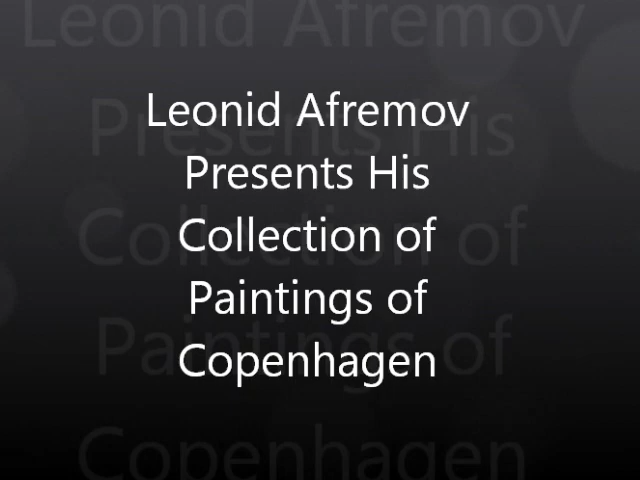 Leonid Afremov
Presents His
Collection of
Paintings of
Copenhagen